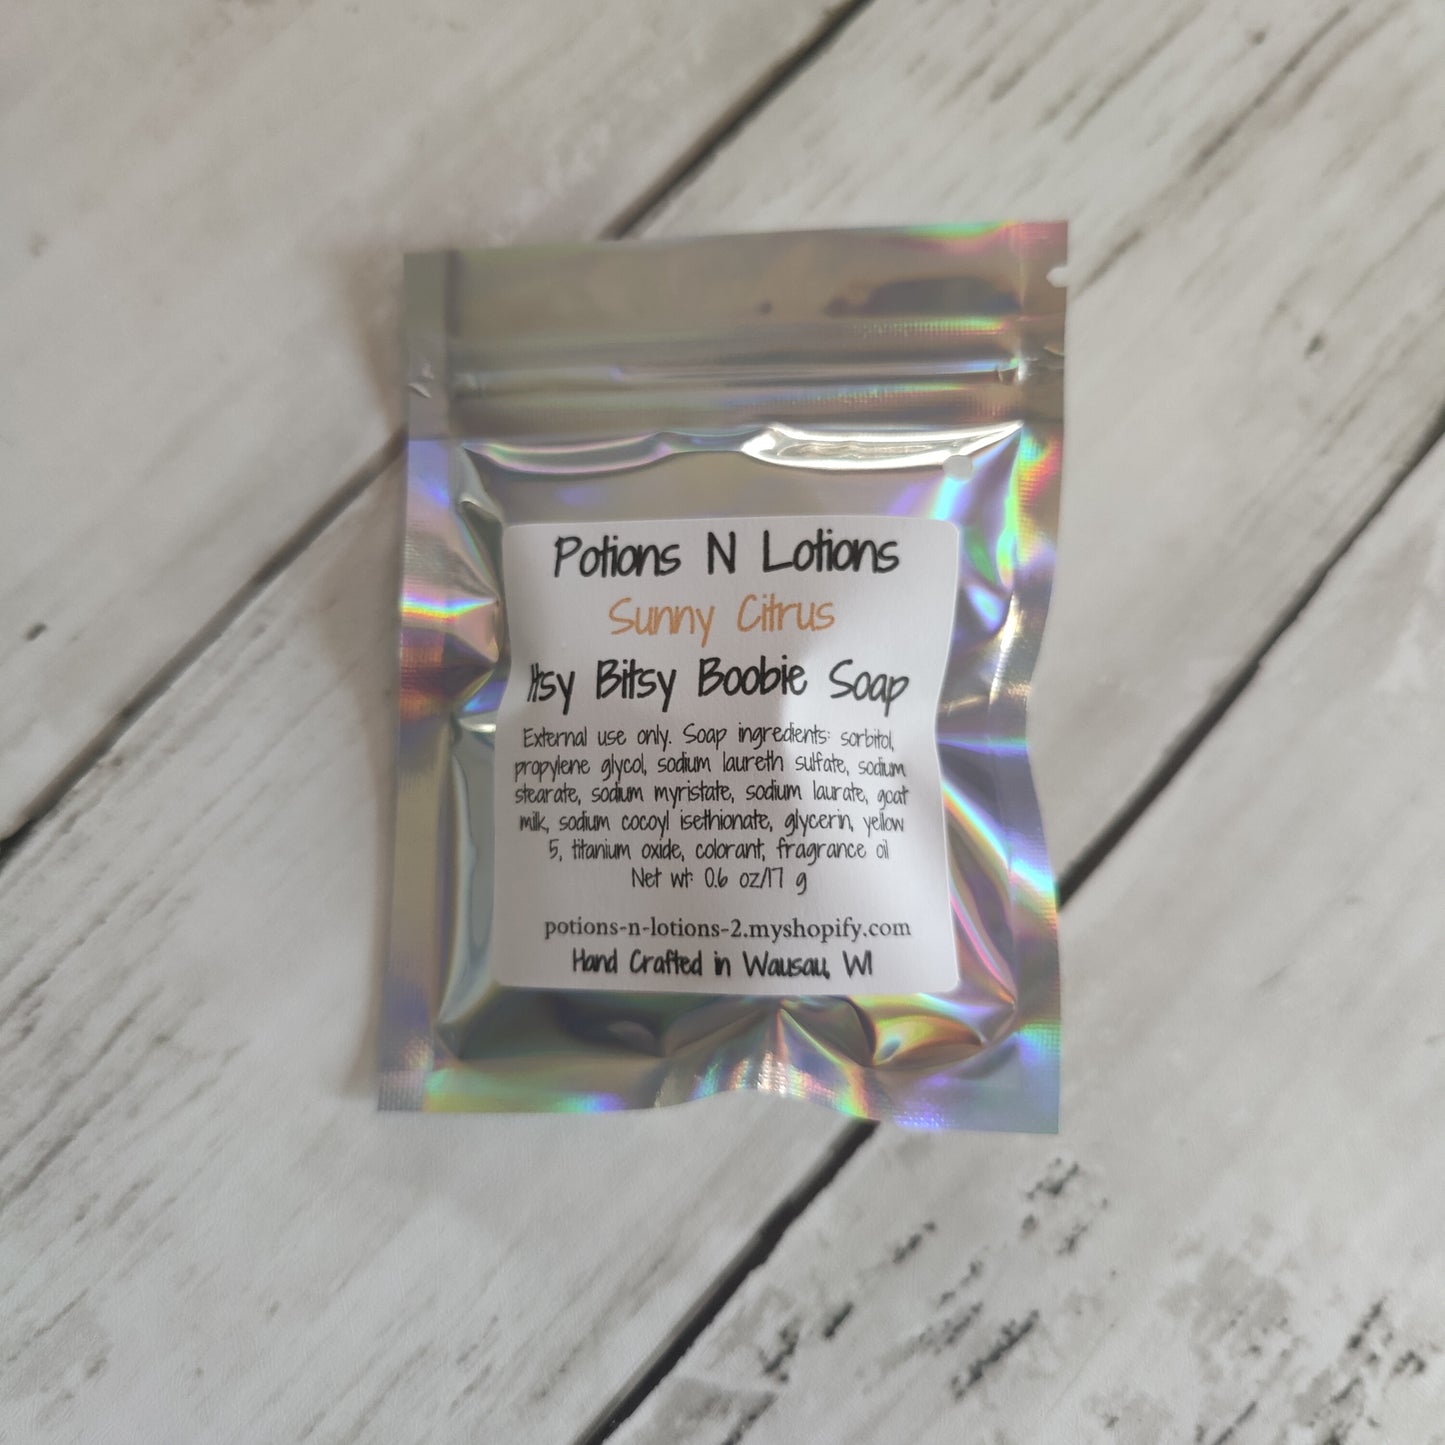 Potions N Lotions
Sunny Citrus
Itsy Bitsy Boobie Soap
External use only. Soap ingredients: sorbitol,
propylene glycol, sodium laureth sulfate, sodium
stearate, sodium myristate, sodium laurate, goat
milk, sodium cocoyl isethionate, glycerin, yellow
5, titanium oxide, colorant, fragrance oil
Net wt: 0.6 oz/17 g
potions-n-lotions-2.myshopify.com
Hand Crafted in Wausau, WI